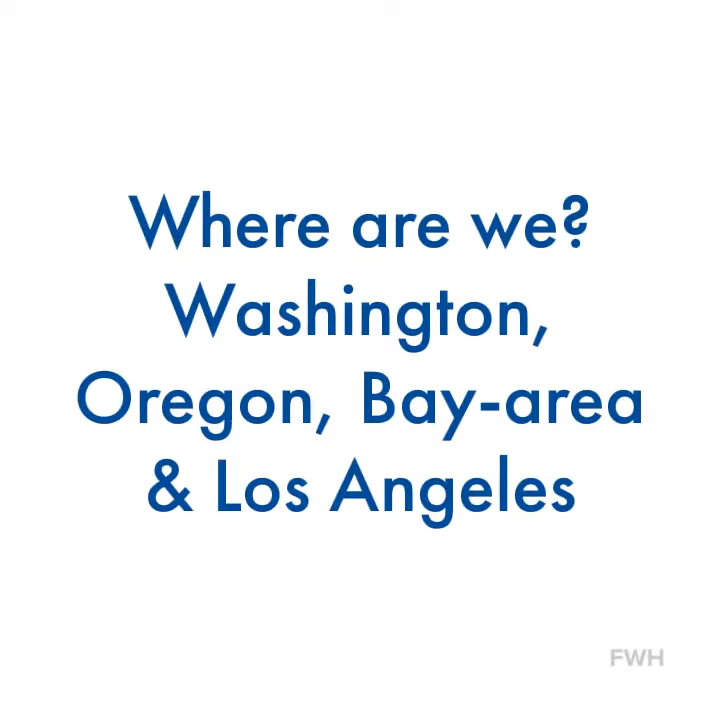 Where are we?
Washington,
Oregon, Bay-area
& Los Angeles
FWH